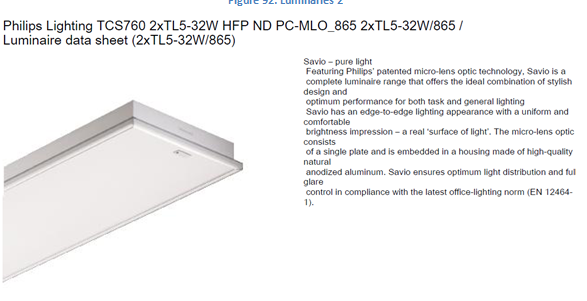 Figure 92. Luminaries 2
Philips Lighting TCS760 2xTL5-32W HFP ND PC-MLO_865 2xTL5-32W/865 /
Luminaire data sheet (2xTL5-32W/865)
Savio – pure light
Featuring Philips' patented micro-lens optic technology, Savio is a
complete luminaire range that offers the ideal combination of stylish
design and
optimum performance for both task and general lighting
Savio has an edge-to-edge lighting appearance with a uniform and
comfortable
brightness impression – a real 'surface of light'. The micro-lens optic
consists
of a single plate and is embedded in a housing made of high-quality
natural
anodized aluminum. Savio ensures optimum light distribution and full
glare
control in compliance with the latest office-lighting norm (EN 12464-
1).